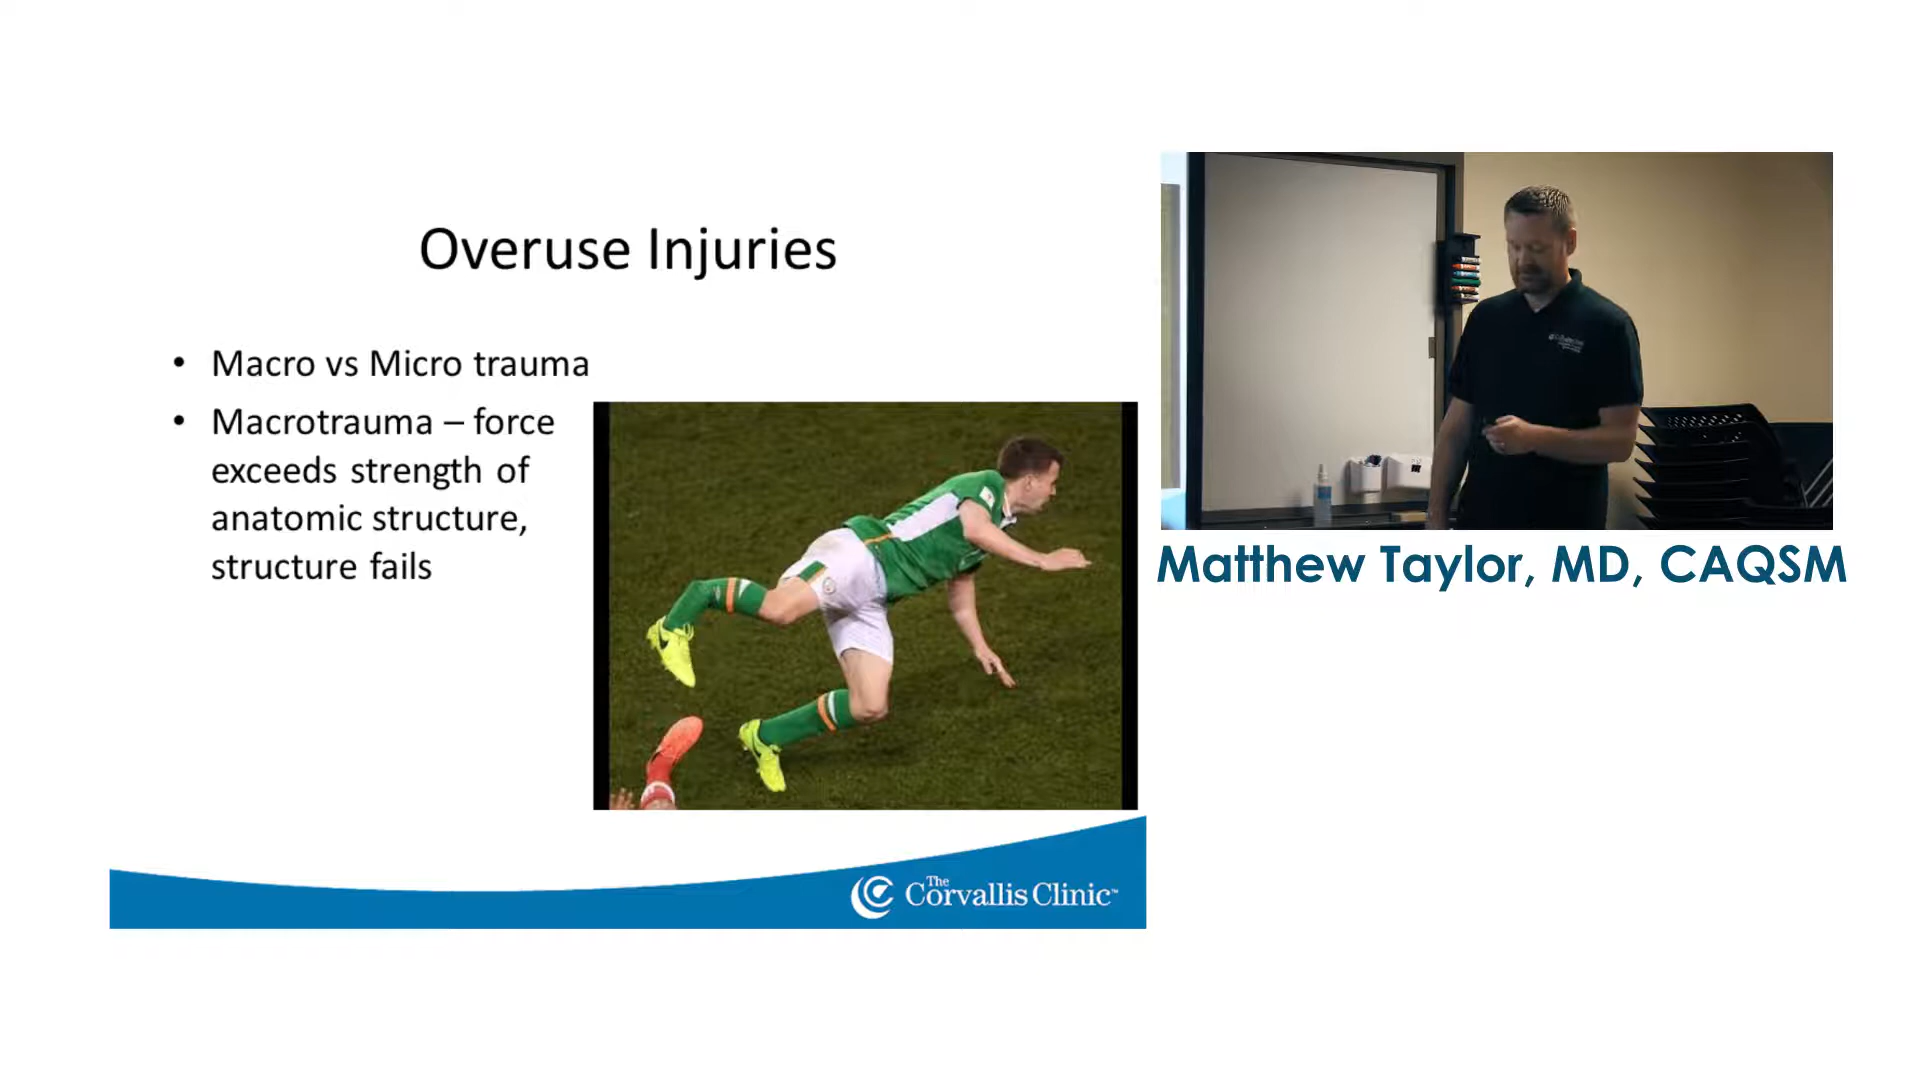 Overuse Injuries
• Macro vs Micro trauma
• Macrotrauma – force
exceeds strength of
anatomic structure,
structure fails
The
Corvallis Clinic™
Matthew Taylor, MD, CAQSM